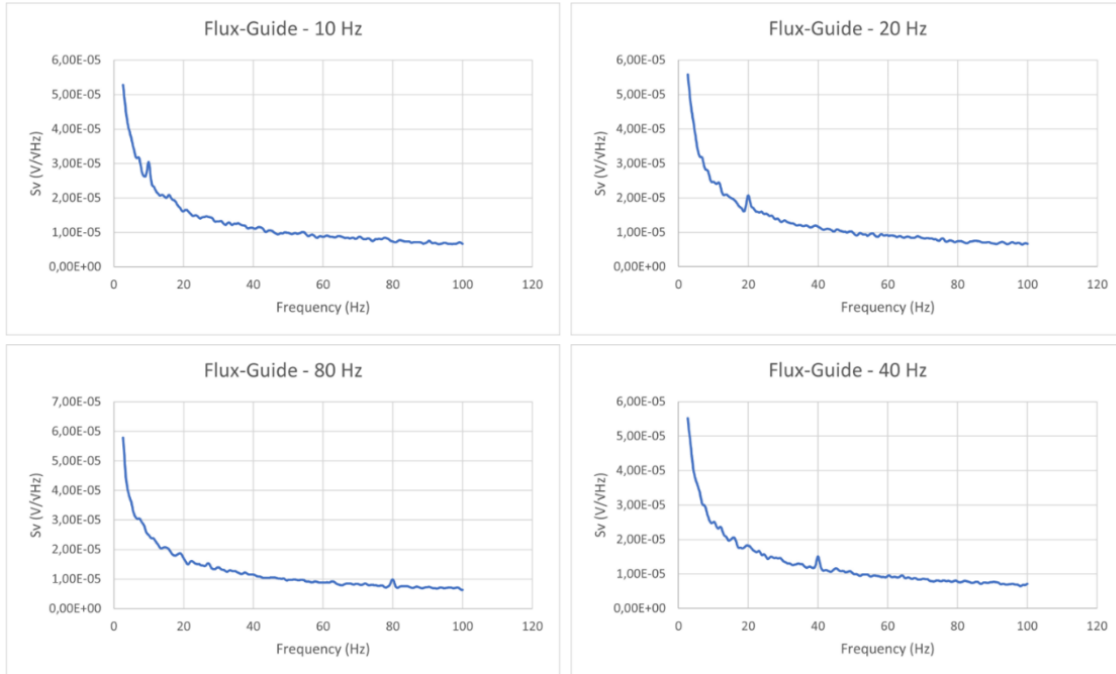 Flux-Guide - 10 Hz
6,00E-05
5,00E-05
4,00E-05
3,00E-05
2,00E-05
1,00E-05
0,00E+00
Sv (V/√Hz)
0 20 40 60 80 100 120
Frequency (Hz)
Flux-Guide - 20 Hz
6,00E-05
5,00E-05
4,00E-05
3,00E-05
2,00E-05
1,00E-05
0,00E+00
Sv (V/√Hz)
0 20 40 60 80 100 120
Frequency (Hz)
Flux-Guide - 80 Hz
7,00E-05
6,00E-05
5,00E-05
4,00E-05
3,00E-05
2,00E-05
1,00E-05
0,00E+00
Sv (V/√Hz)
0 20 40 60 80 100 120
Frequency (Hz)
Flux-Guide - 40 Hz
6,00E-05
5,00E-05
4,00E-05
3,00E-05
2,00E-05
1,00E-05
0,00E+00
Sv (V/√Hz)
0 20 40 60 80 100 120
Frequency (Hz)